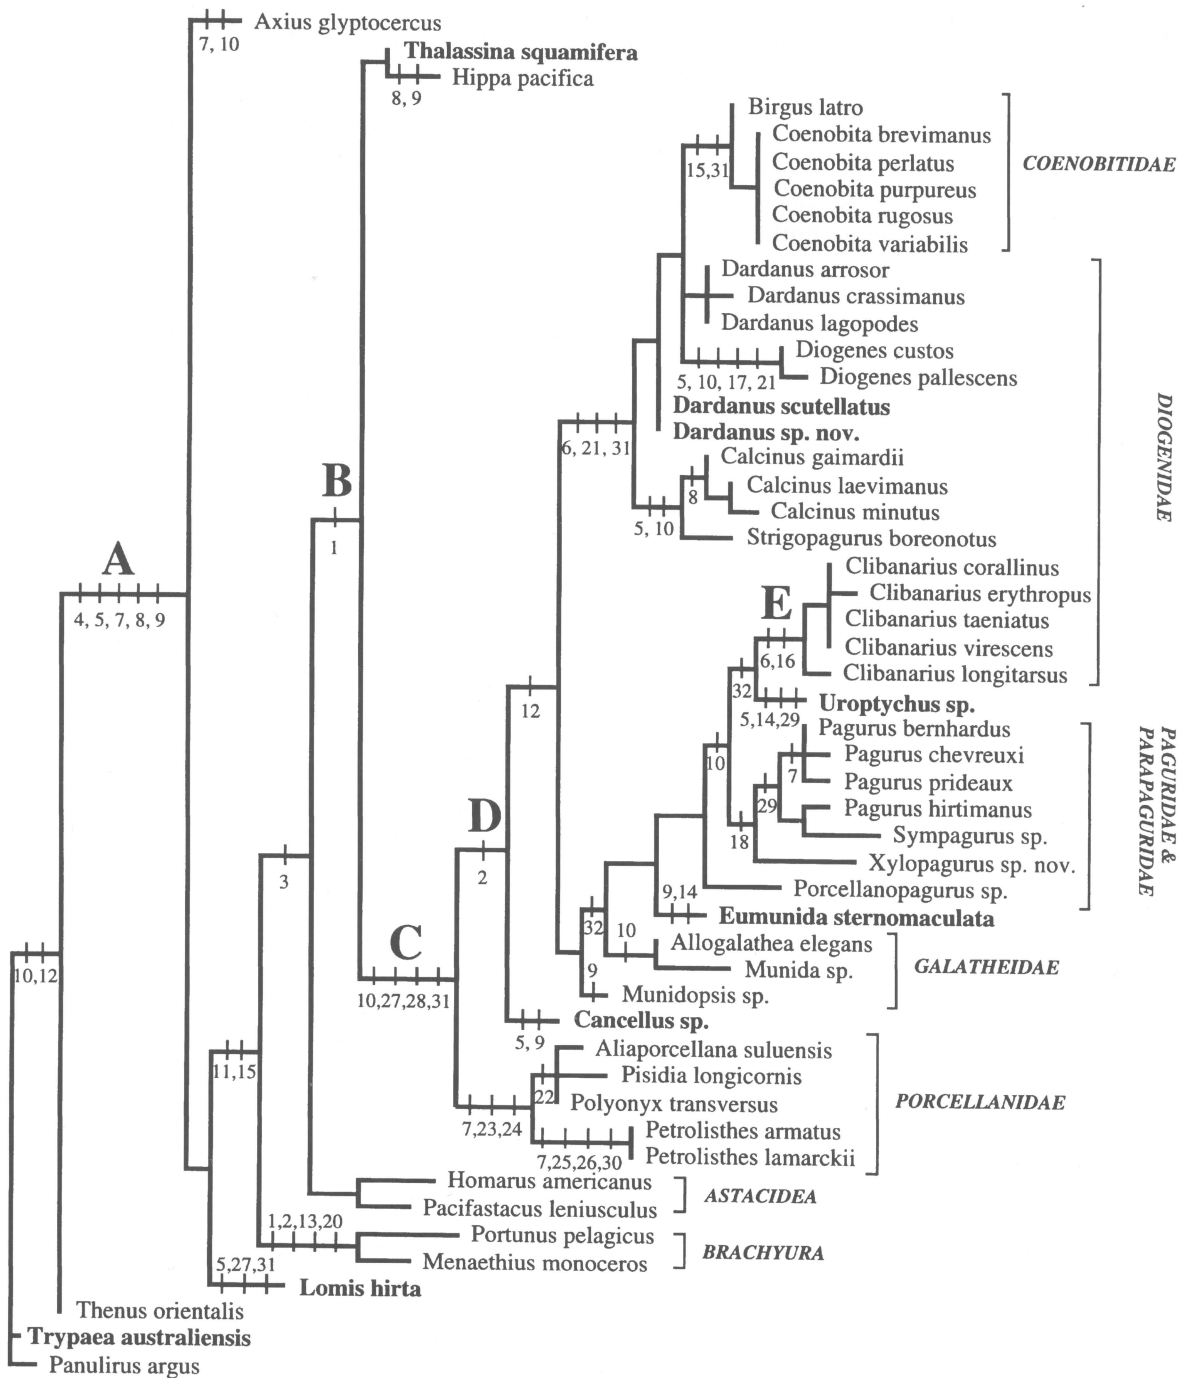 Axius glyptocercus
7, 10
Thalassina squamifera
Hippa pacifica
8, 9
Birgus latro
Coenobita brevimanus
Coenobita perlatus
COENOBITIDAE
15,31
Coenobita purpureus
Coenobita rugosus
Coenobita variabilis
Dardanus arrosor
Dardanus crassimanus
Dardanus lagopodes
Diogenes custos
Diogenes pallescens
5, 10, 17, 21
DIOGENIDAE
Dardanus scutellatus
Dardanus sp. nov.
6, 21, 31
Calcinus gaimardii
B
Calcinus laevimanus
8
Calcinus minutus
5, 10
Strigopagurus boreonotus
1
A
Clibanarius corallinus
Clibanarius erythropus
E
4, 5, 7, 8, 9
Clibanarius taeniatus
Clibanarius virescens
6,16
Clibanarius longitarsus
32
12
Uroptychus sp.
5,14,29
Pagurus bernhardus
PAGURIDAE &
PARAPAGURIDAE
Pagurus chevreuxi
10
7
Pagurus prideaux
29
Pagurus hirtimanus
D
Sympagurus sp.
18
Xylopagurus sp. nov.
2
3
Porcellanopagurus sp.
9,14
Eumunida sternomaculata
32
10
Allogalathea elegans
C
Munida sp.
GALATHEIDAE
10,12
9
10,27,28,31
Munidopsis sp.
Cancellus sp.
5, 9
Aliaporcellana suluensis
11,15
Pisidia longicornis
22
Polyonyx transversus
PORCELLANIDAE
7,23,24
Petrolisthes armatus
7,25,26,30
Petrolisthes lamarckii
Homarus americanus
ASTACIDEA
Pacifastacus leniusculus
1,2,13,20
Portunus pelagicus
BRACHYURA
Menaethius monoceros
5,27,31
Lomis hirta
Thenus orientalis
Trypaea australiensis
Panulirus argus